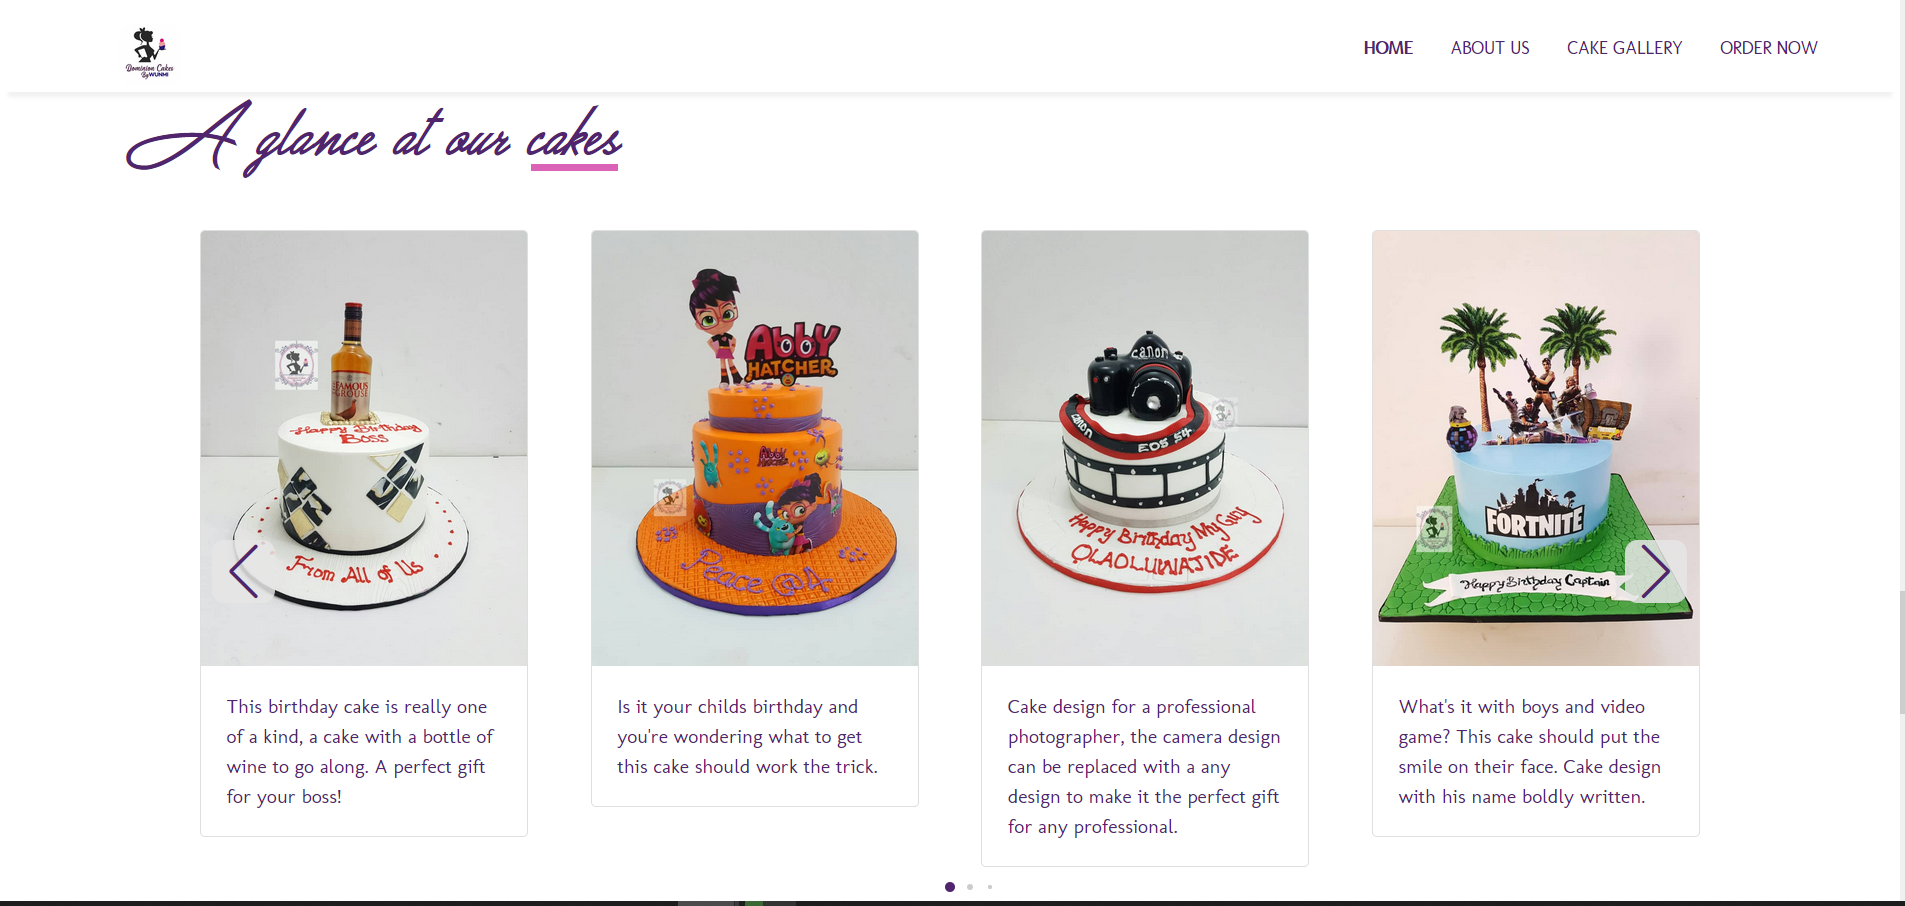 Dominion Cakes
By WUNMI
HOME
ABOUT US
CAKE GALLERY
ORDER NOW
A glance at our cakes
FAMOUS
GROUSE
Happy Birthday
BOSS
From All of Us
This birthday cake is really one
of a kind, a cake with a bottle of
wine to go along. A perfect gift
for your boss!
ABBY
HATCHER
ABBY
HATCHER
Peace @4
Is it your childs birthday and
you're wondering what to get
this cake should work the trick.
canon
canon
EOS 54
Happy Birthday My Guy
OLAOLUWATIDE
Cake design for a professional
photographer, the camera design
can be replaced with a any
design to make it the perfect gift
for any professional.
FORTNITE
Happy Birthday Captain
What's it with boys and video
game? This cake should put the
smile on their face. Cake design
with his name boldly written.